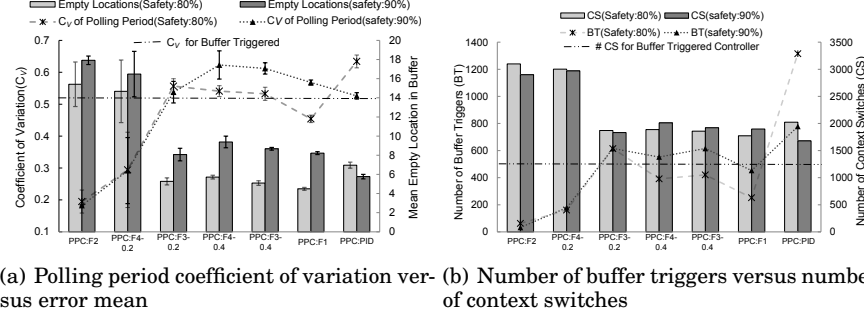 Empty Locations(Safety:80%) Empty Locations(Safety:90%)
Cv of Polling Period(Safety:80%) Cv of Polling Period(safety:90%)
Cv for Buffer Triggered
Coefficient of Variation(Cv)
0.7
0.6
0.5
0.4
0.3
0.2
0.1
20
18
16
14
12
10
8
6
4
2
0
Mean Empty Location in Buffer
PPC:F2 PPC:F4-0.2 PPC:F3-0.2 PPC:F4-0.4 PPC:F3-0.4 PPC:F1 PPC:PID
CS(Safety:80%) CS(safety:90%)
BT(Safety:80%) BT(safety:90%)
# CS for Buffer Triggered Controller
Number of Buffer Triggers (BT)
1400
1200
1000
800
600
400
200
0
3500
3000
2500
2000
1500
1000
500
0
Number of Context Switches (CS)
PPC:F2 PPC:F4-0.2 PPC:F3-0.2 PPC:F4-0.4 PPC:F3-0.4 PPC:F1 PPC:PID
(a) Polling period coefficient of variation ver-
sus error mean
(b) Number of buffer triggers versus number
of context switches